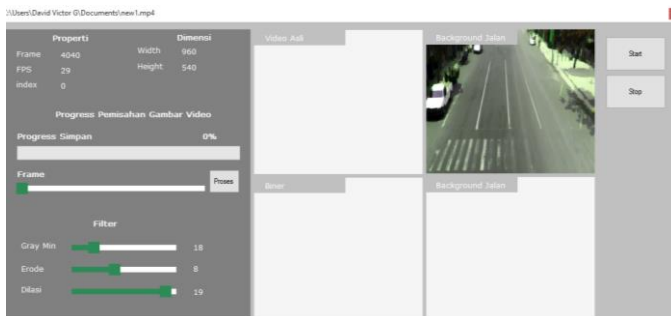 :\Users\David Victor G\Documents\new1.mp4
Properti
Dimensi
Frame 4040
Width 960
FPS 29
Height 540
index 0
Progress Pemisahan Gambar Video
Progress Simpan 0%
Frame
Proses
Filter
Gray Min 18
Erode 8
Dilasi 19
Video Asli
Background Jalan
Biner
Background Jalan
Start
Stop